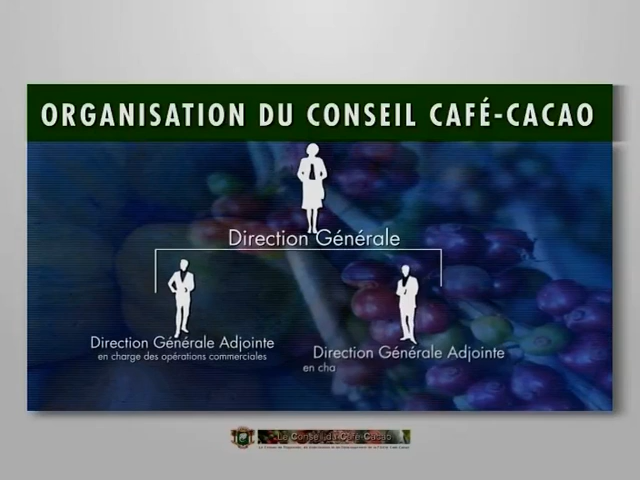 ORGANISATION DU CONSEIL CAFÉ-CACAO
Direction Générale
Direction Générale Adjointe
en charge des opérations commerciales
Direction Générale Adjointe
en cha
Le Conseil du Café-Cacao